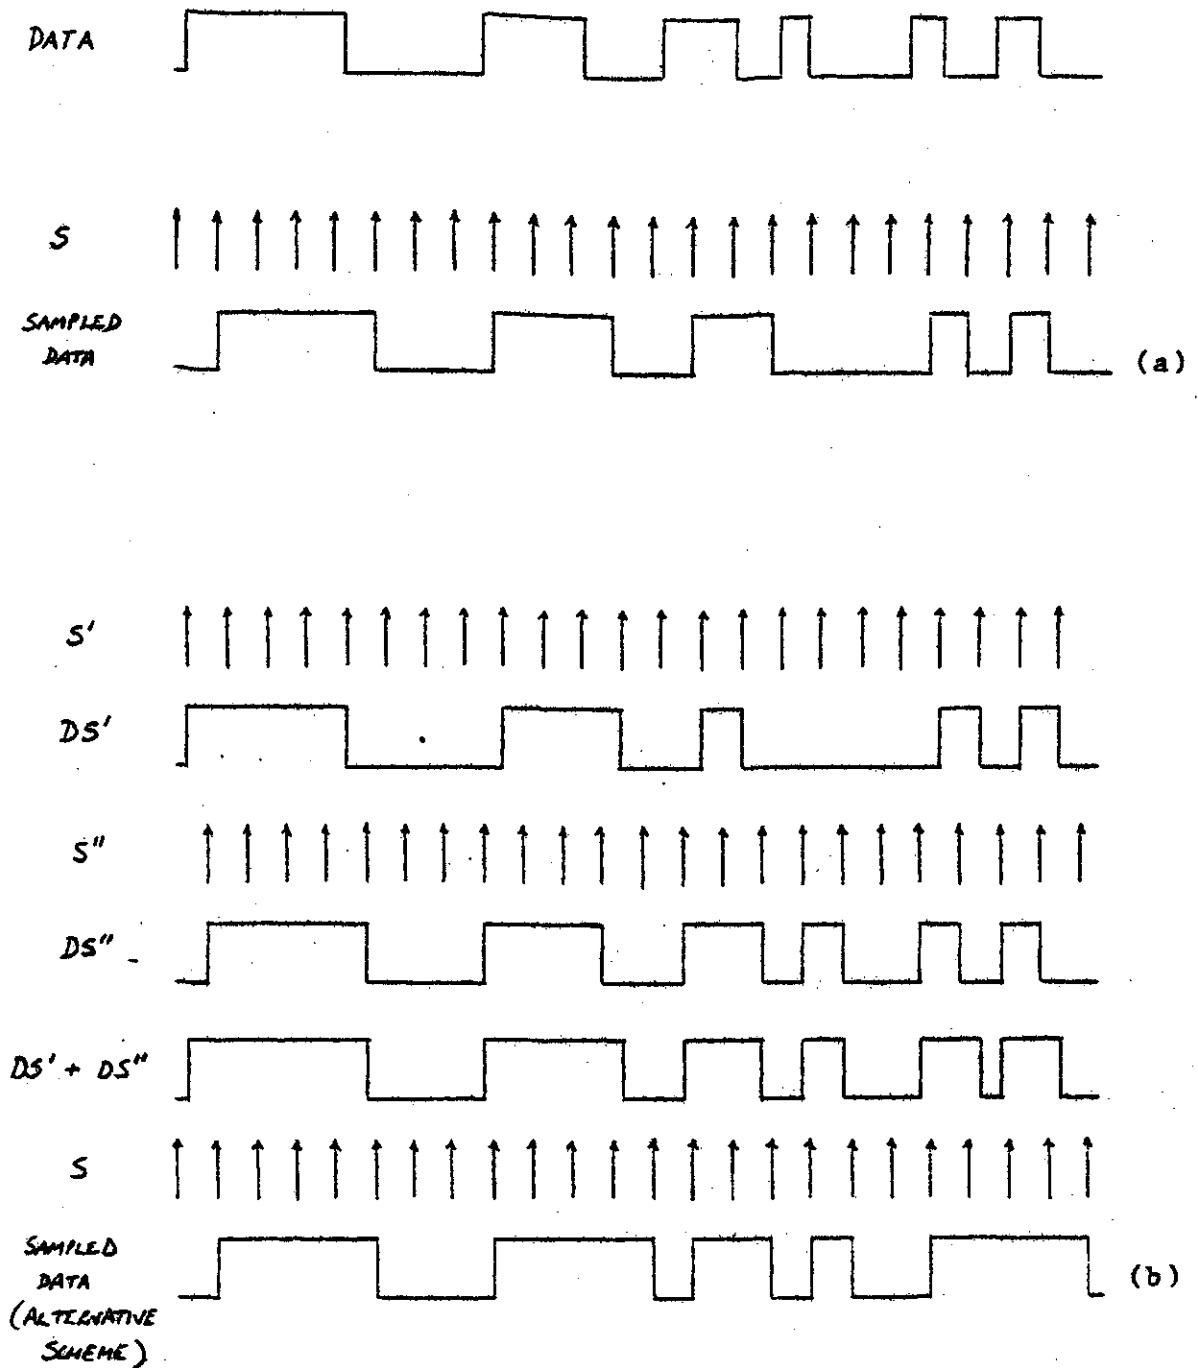 DATA
S
SAMPLED
DATA
(a)
S'
DS'
S"
DS"
DS' + DS"
S
SAMPLED
DATA
(ALTERNATIVE
SCHEME)
(b)